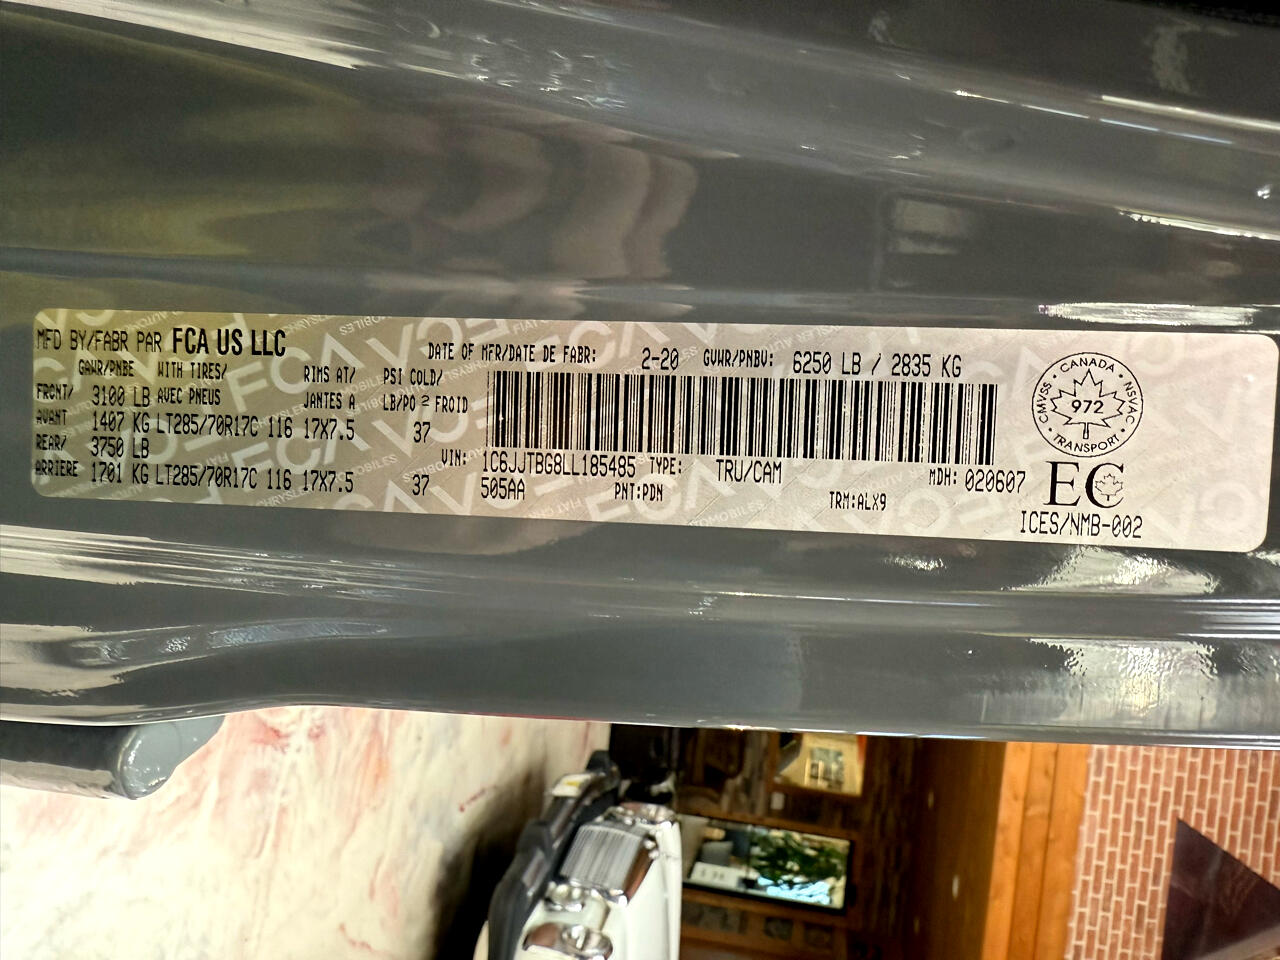 MFD BY/FABR PAR FCA US LLC
DATE OF MFR/DATE DE FABR: 2-20 GVWR/PNBV: 6250 LB / 2835 KG
GAWR/PNBE WITH TIRES/ RIMS AT/ PSI COLD/
FRONT/ 3100 LB AVEC PNEUS JANTES A LB/PO² FROID
AVANT 1407 KG LT285/70R17C 116 17X7.5 37
REAR/ 3750 LB
ARRIERE 1701 KG LT285/70R17C 116 17X7.5 37
VIN: 1C6JJTBG8LL185485 TYPE: TRU/CAM MDH: 020607
505AA PNT:PDN TRM:ALX9
CANADA
CMVSS · NSVAC
972
TRANSPORT
EC
ICES/NMB-002